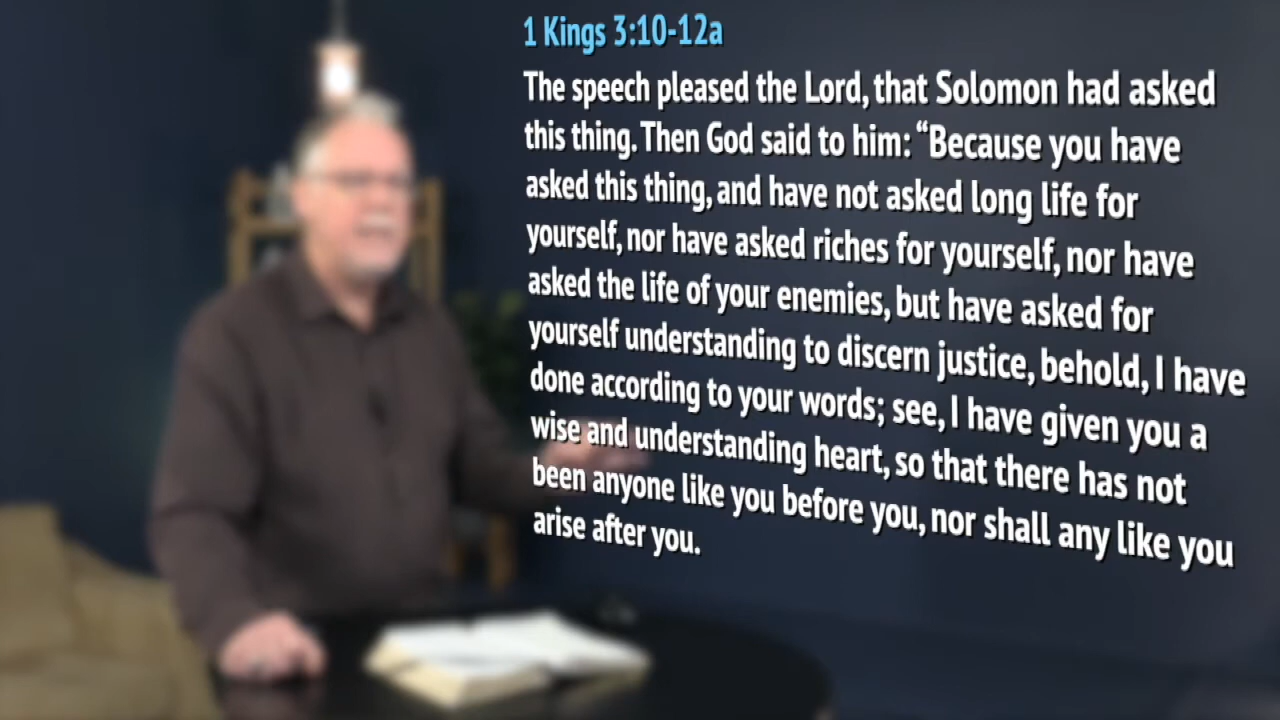 1 Kings 3:10-12a
The speech pleased the Lord, that Solomon had asked
this thing. Then God said to him: “Because you have
asked this thing, and have not asked long life for
yourself, nor have asked riches for yourself, nor have
asked the life of your enemies, but have asked for
yourself understanding to discern justice, behold, I have
done according to your words; see, I have given you a
wise and understanding heart, so that there has not
been anyone like you before you, nor shall any like you
arise after you.